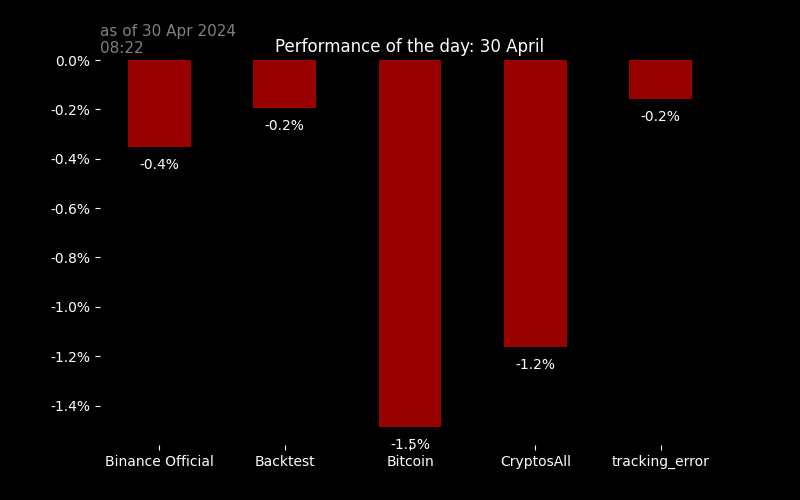 as of 30 Apr 2024
08:22
Performance of the day: 30 April
0.0%
-0.2%
-0.4%
-0.6%
-0.8%
-1.0%
-1.2%
-1.4%
-0.4%
-0.2%
-1.5%
-1.2%
-0.2%
Binance Official
Backtest
Bitcoin
CryptosAll
tracking_error